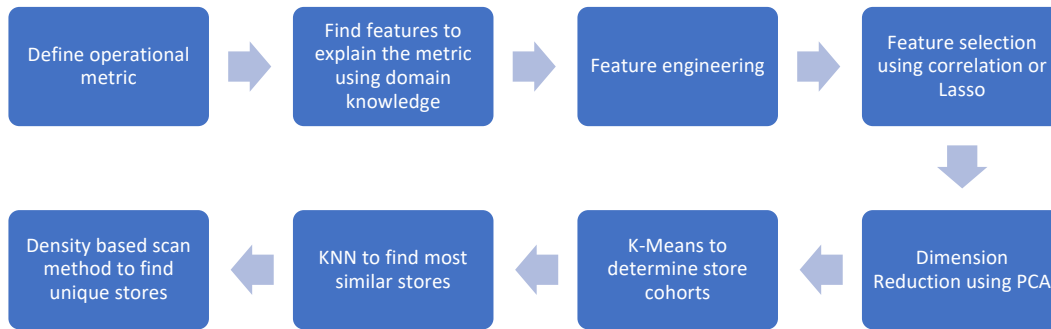 Define operational
metric
Find features to
explain the metric
using domain
knowledge
Feature engineering
Feature selection
using correlation or
Lasso
Dimension
Reduction using PCA
K-Means to
determine store
cohorts
KNN to find most
similar stores
Density based scan
method to find
unique stores